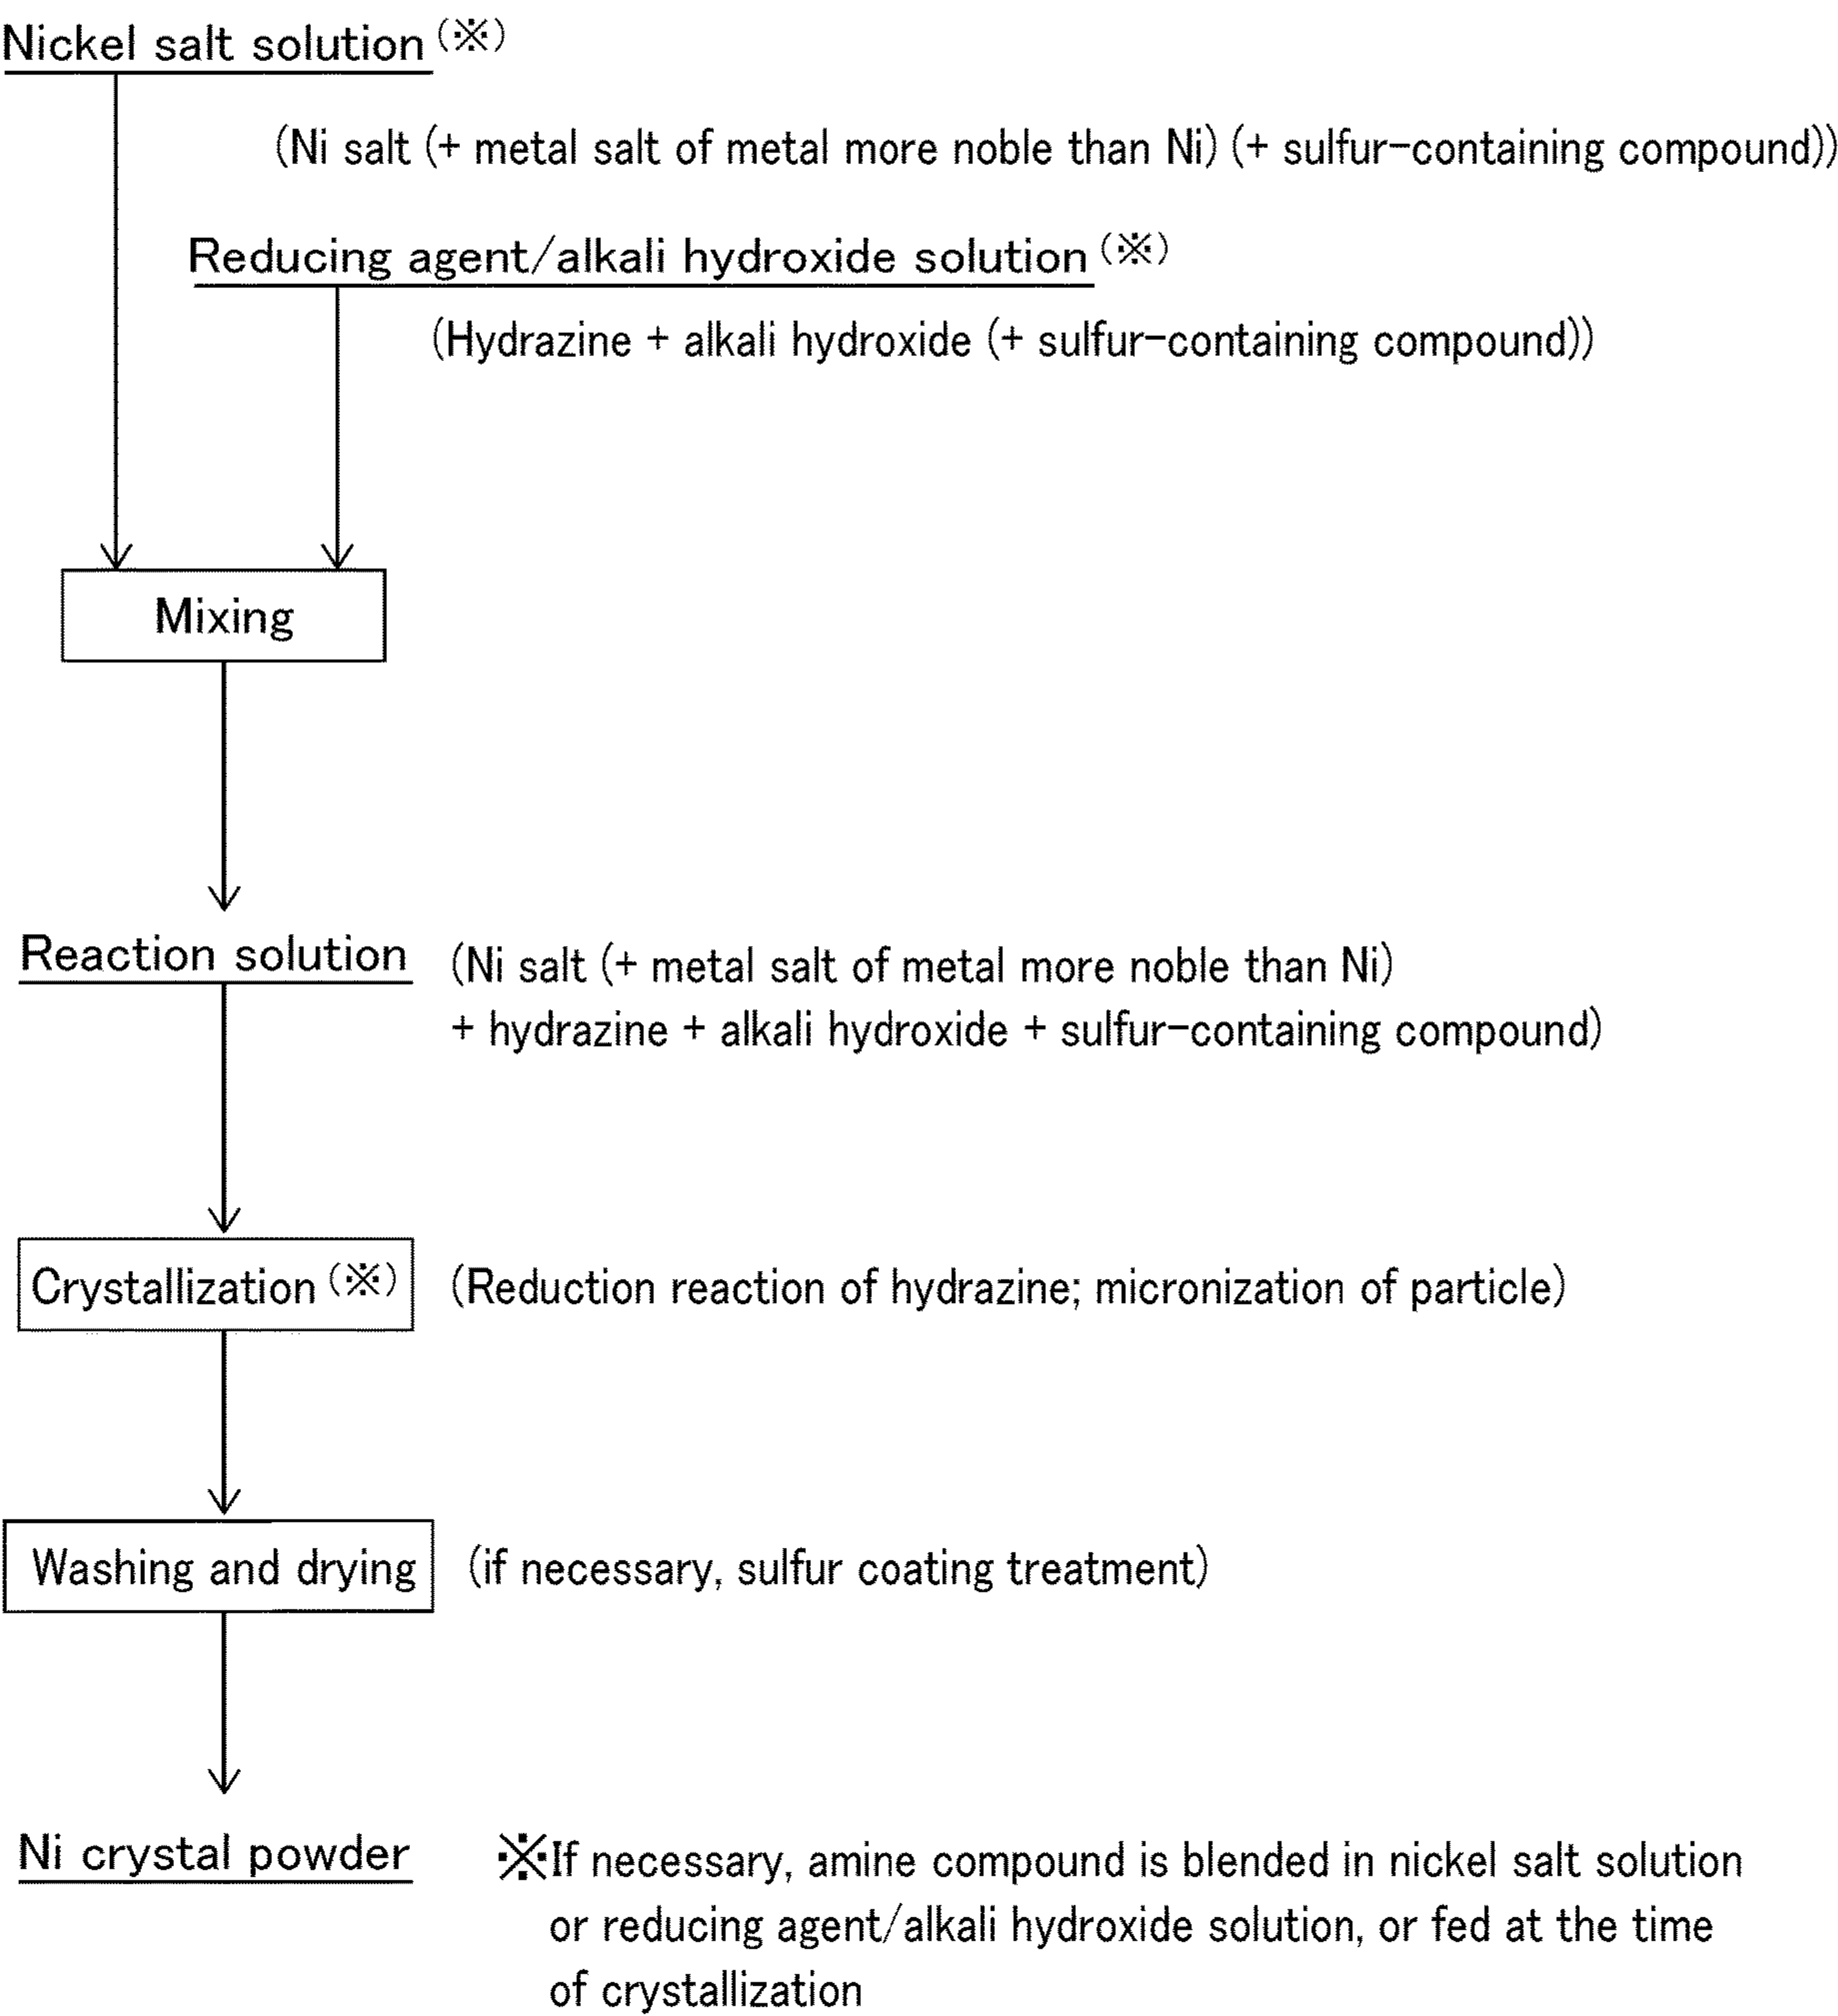 Nickel salt solution (※)
(Ni salt (+ metal salt of metal more noble than Ni) (+ sulfur-containing compound))
Reducing agent/alkali hydroxide solution (※)
(Hydrazine + alkali hydroxide (+ sulfur-containing compound))
Mixing
Reaction solution (Ni salt (+ metal salt of metal more noble than Ni)
+ hydrazine + alkali hydroxide + sulfur-containing compound)
Crystallization (※) (Reduction reaction of hydrazine; micronization of particle)
Washing and drying (if necessary, sulfur coating treatment)
Ni crystal powder ※If necessary, amine compound is blended in nickel salt solution
or reducing agent/alkali hydroxide solution, or fed at the time
of crystallization